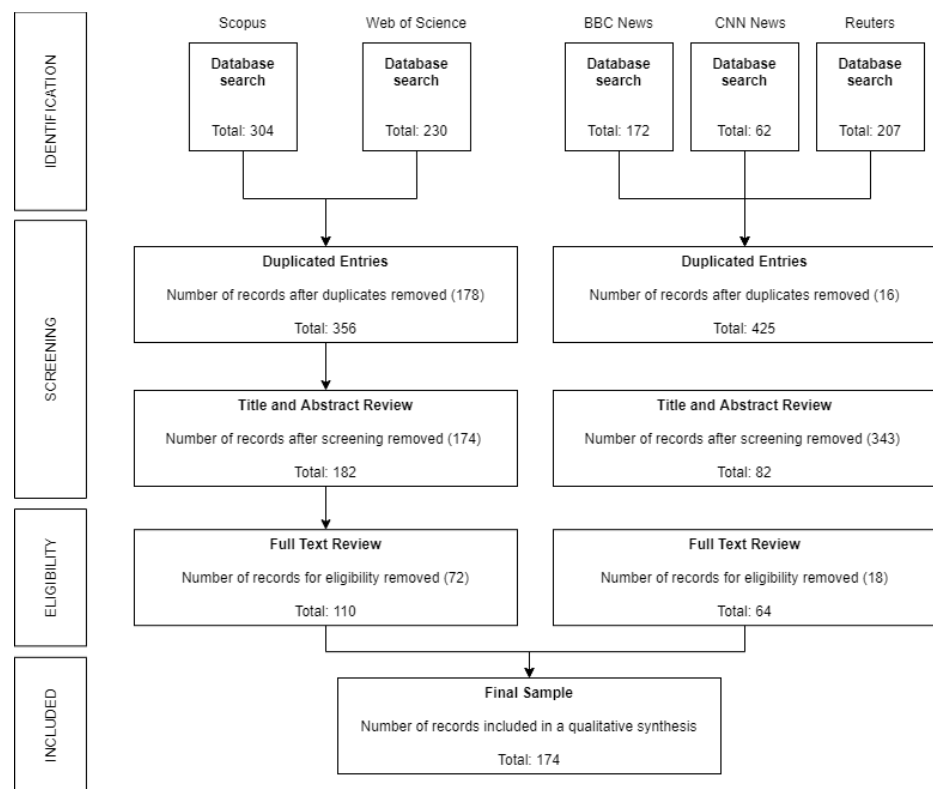 IDENTIFICATION
Scopus
Web of Science
BBC News
CNN News
Reuters
Database
search
Total: 304
Database
search
Total: 230
Database
search
Total: 172
Database
search
Total: 62
Database
search
Total: 207
SCREENING
Duplicated Entries
Number of records after duplicates removed (178)
Total: 356
Duplicated Entries
Number of records after duplicates removed (16)
Total: 425
Title and Abstract Review
Number of records after screening removed (174)
Total: 182
Title and Abstract Review
Number of records after screening removed (343)
Total: 82
ELIGIBILITY
Full Text Review
Number of records for eligibility removed (72)
Total: 110
Full Text Review
Number of records for eligibility removed (18)
Total: 64
INCLUDED
Final Sample
Number of records included in a qualitative synthesis
Total: 174